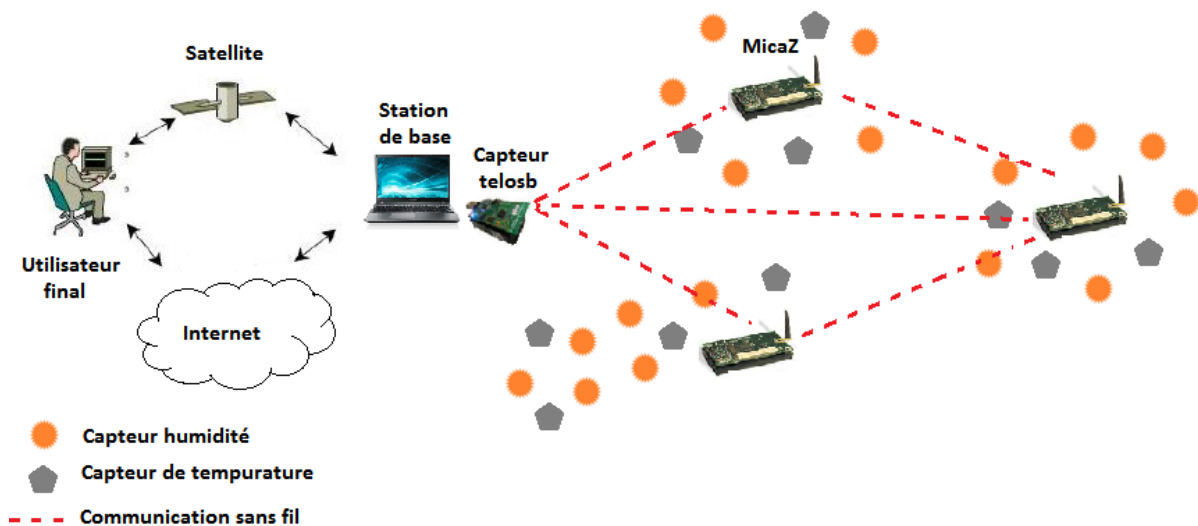 Satellite
MicaZ
Station
de base
Capteur
telosb
Utilisateur
final
Internet
Capteur humidité
Capteur de tempurature
Communication sans fil